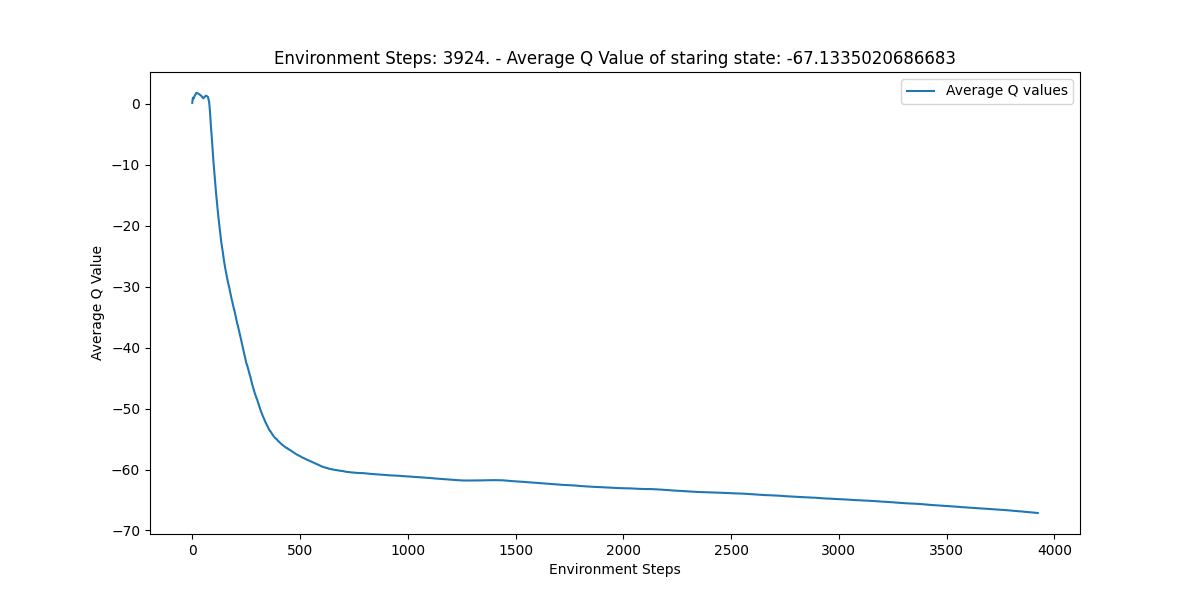 Environment Steps: 3924. - Average Q Value of staring state: -67.1335020686683
Average Q values
0
−10
−20
−30
−40
−50
−60
−70
Average Q Value
0 500 1000 1500 2000 2500 3000 3500 4000
Environment Steps